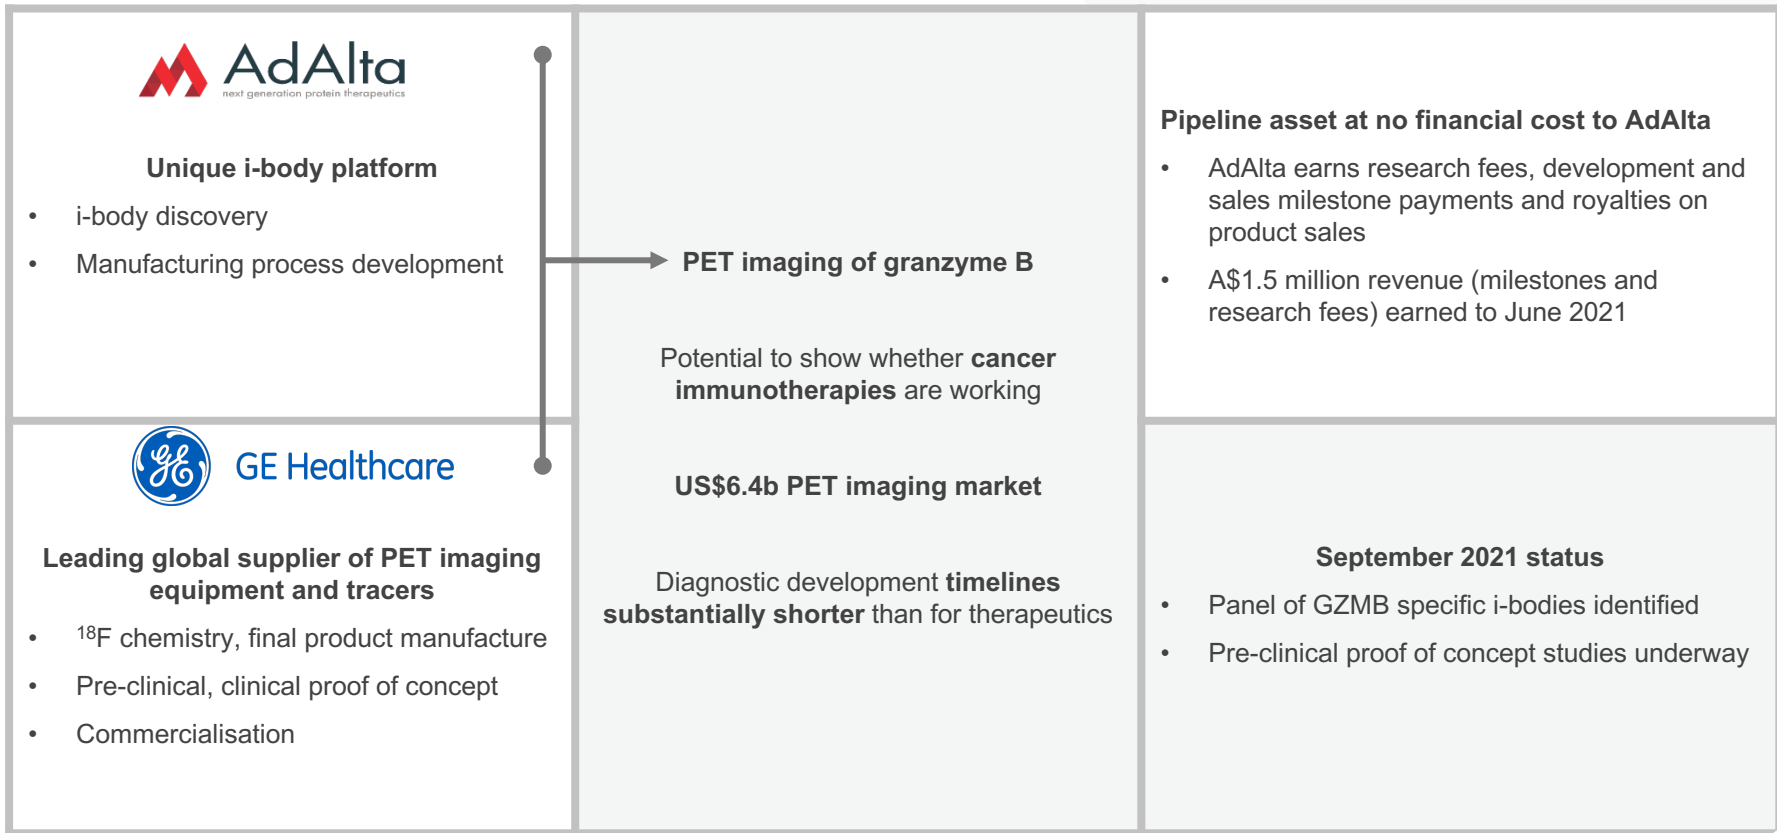 AdAlta
next generation protein therapeutics
Unique i-body platform
• i-body discovery
• Manufacturing process development
GE
GE Healthcare
Leading global supplier of PET imaging
equipment and tracers
• ¹⁸F chemistry, final product manufacture
• Pre-clinical, clinical proof of concept
• Commercialisation
PET imaging of granzyme B
Potential to show whether cancer
immunotherapies are working
US$6.4b PET imaging market
Diagnostic development timelines
substantially shorter than for therapeutics
Pipeline asset at no financial cost to AdAlta
• AdAlta earns research fees, development and
sales milestone payments and royalties on
product sales
• A$1.5 million revenue (milestones and
research fees) earned to June 2021
September 2021 status
• Panel of GZMB specific i-bodies identified
• Pre-clinical proof of concept studies underway